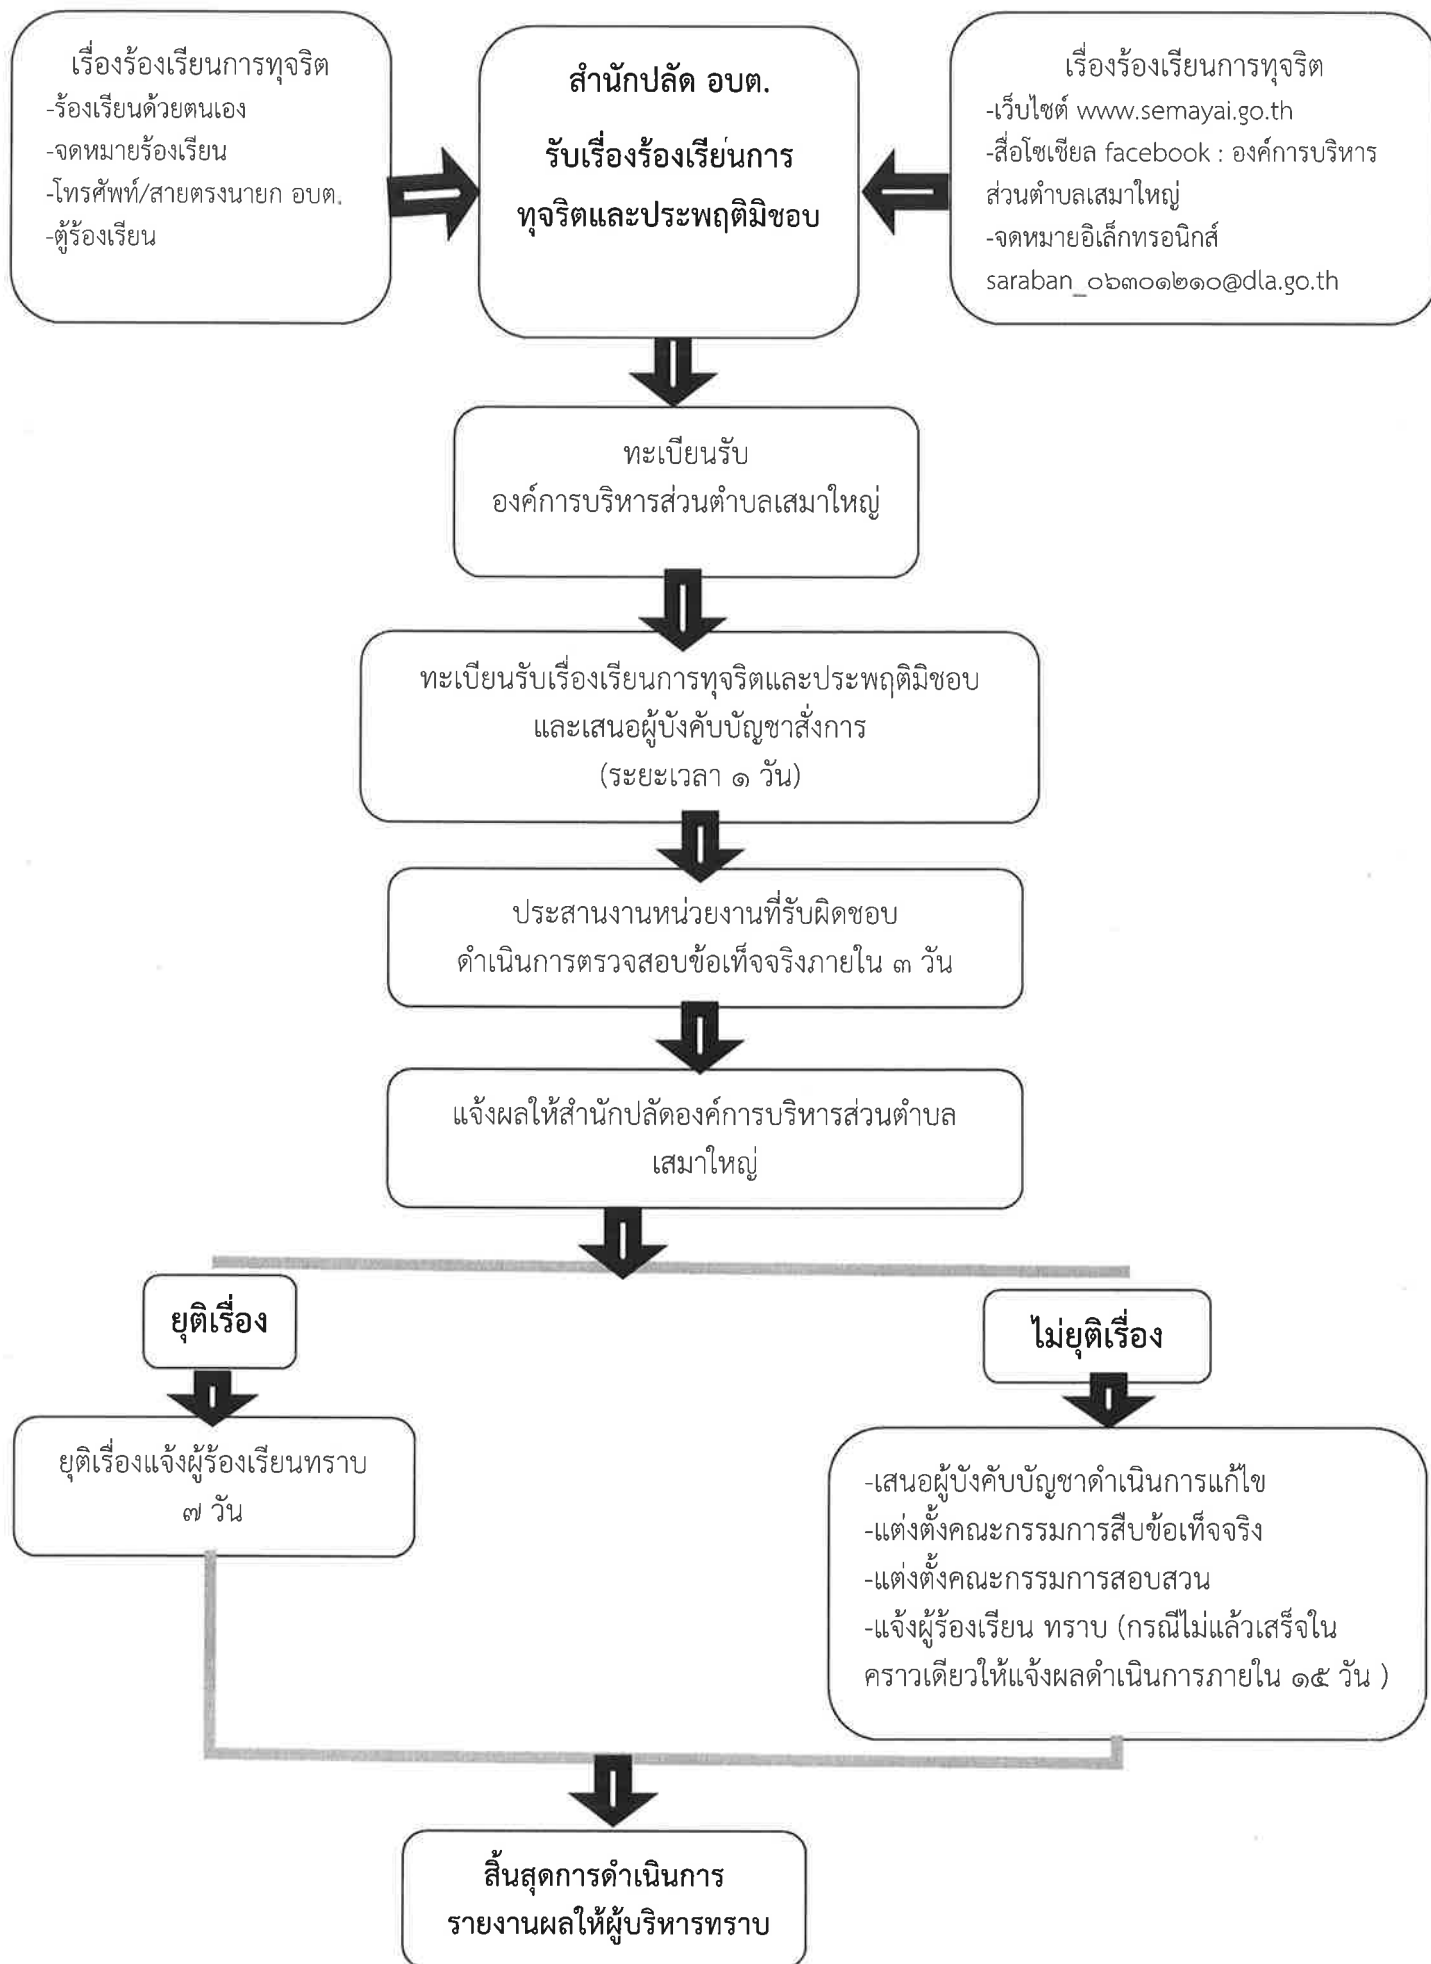 เรื่องร้องเรียนการทุจริต
-ร้องเรียนด้วยตนเอง
-จดหมายร้องเรียน
-โทรศัพท์/สายตรงนายก อบต.
-ตู้ร้องเรียน
สำนักปลัด อบต.
รับเรื่องร้องเรียนการ
ทุจริตและประพฤติมิชอบ
เรื่องร้องเรียนการทุจริต
-เว็บไซต์ www.semayai.go.th
-สื่อโซเชียล facebook : องค์การบริหาร
ส่วนตำบลเสมาใหญ่
-จดหมายอิเล็กทรอนิกส์
saraban_๐๖๓๐๑๒๑๐@dla.go.th
ทะเบียนรับ
องค์การบริหารส่วนตำบลเสมาใหญ่
ทะเบียนรับเรื่องเรียนการทุจริตและประพฤติมิชอบ
และเสนอผู้บังคับบัญชาสั่งการ
(ระยะเวลา ๑ วัน)
ประสานงานหน่วยงานที่รับผิดชอบ
ดำเนินการตรวจสอบข้อเท็จจริงภายใน ๓ วัน
แจ้งผลให้สำนักปลัดองค์การบริหารส่วนตำบล
เสมาใหญ่
ยุติเรื่อง
ไม่ยุติเรื่อง
ยุติเรื่องแจ้งผู้ร้องเรียนทราบ
๗ วัน
-เสนอผู้บังคับบัญชาดำเนินการแก้ไข
-แต่งตั้งคณะกรรมการสืบข้อเท็จจริง
-แต่งตั้งคณะกรรมการสอบสวน
-แจ้งผู้ร้องเรียน ทราบ (กรณีไม่แล้วเสร็จใน
คราวเดียวให้แจ้งผลดำเนินการภายใน ๑๕ วัน )
สิ้นสุดการดำเนินการ
รายงานผลให้ผู้บริหารทราบ